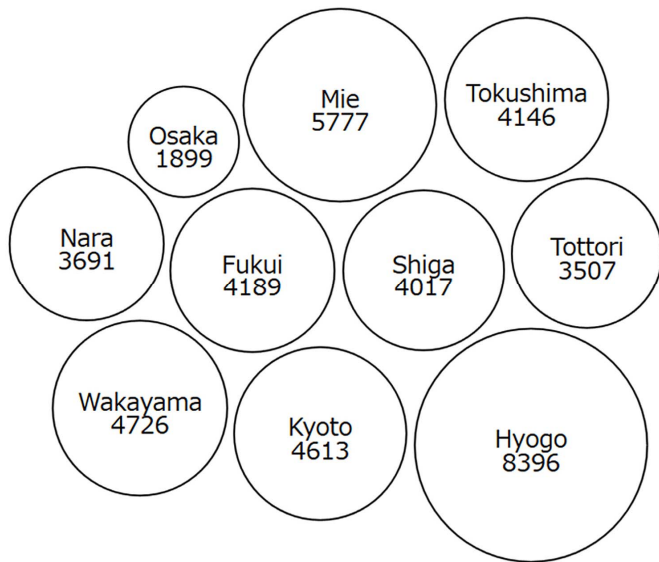 Mie
5777
Tokushima
4146
Osaka
1899
Nara
3691
Fukui
4189
Shiga
4017
Tottori
3507
Wakayama
4726
Kyoto
4613
Hyogo
8396